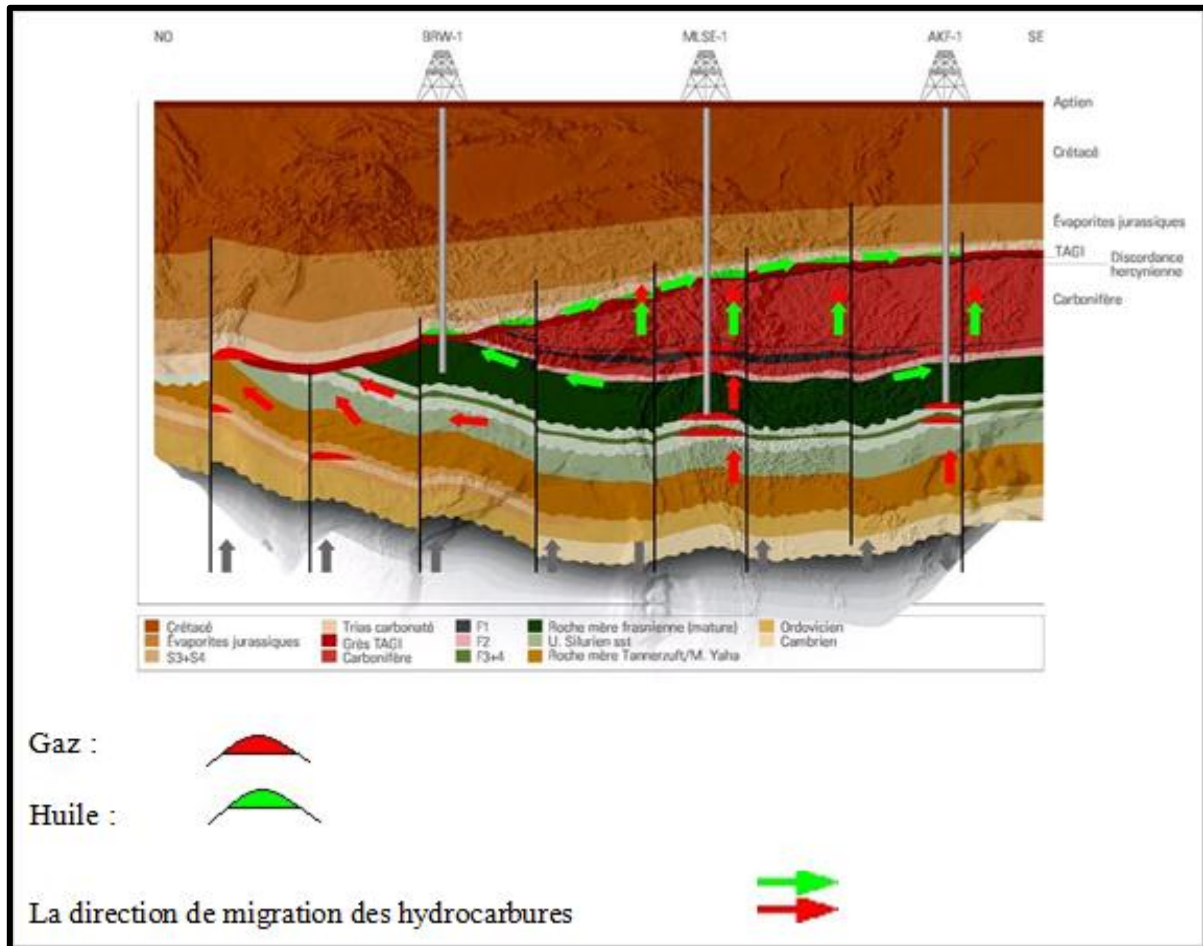 NO BRW-1 MLSE-1 AKF-1 SE
Aptien
Crétacé
Évaporites jurassiques
TAGI
Discordance
hercynienne
Carbonifère
Crétacé
Évaporites jurassiques
S3+S4
Trias carbonaté
Grès TAGI
Carbonifère
F1
F2
F3+4
Roche mère frasnienne (mature)
U. Silurien sst
Roche mère Tannerzuft/M. Yaha
Ordovicien
Cambrien
Gaz :
Huile :
La direction de migration des hydrocarbures